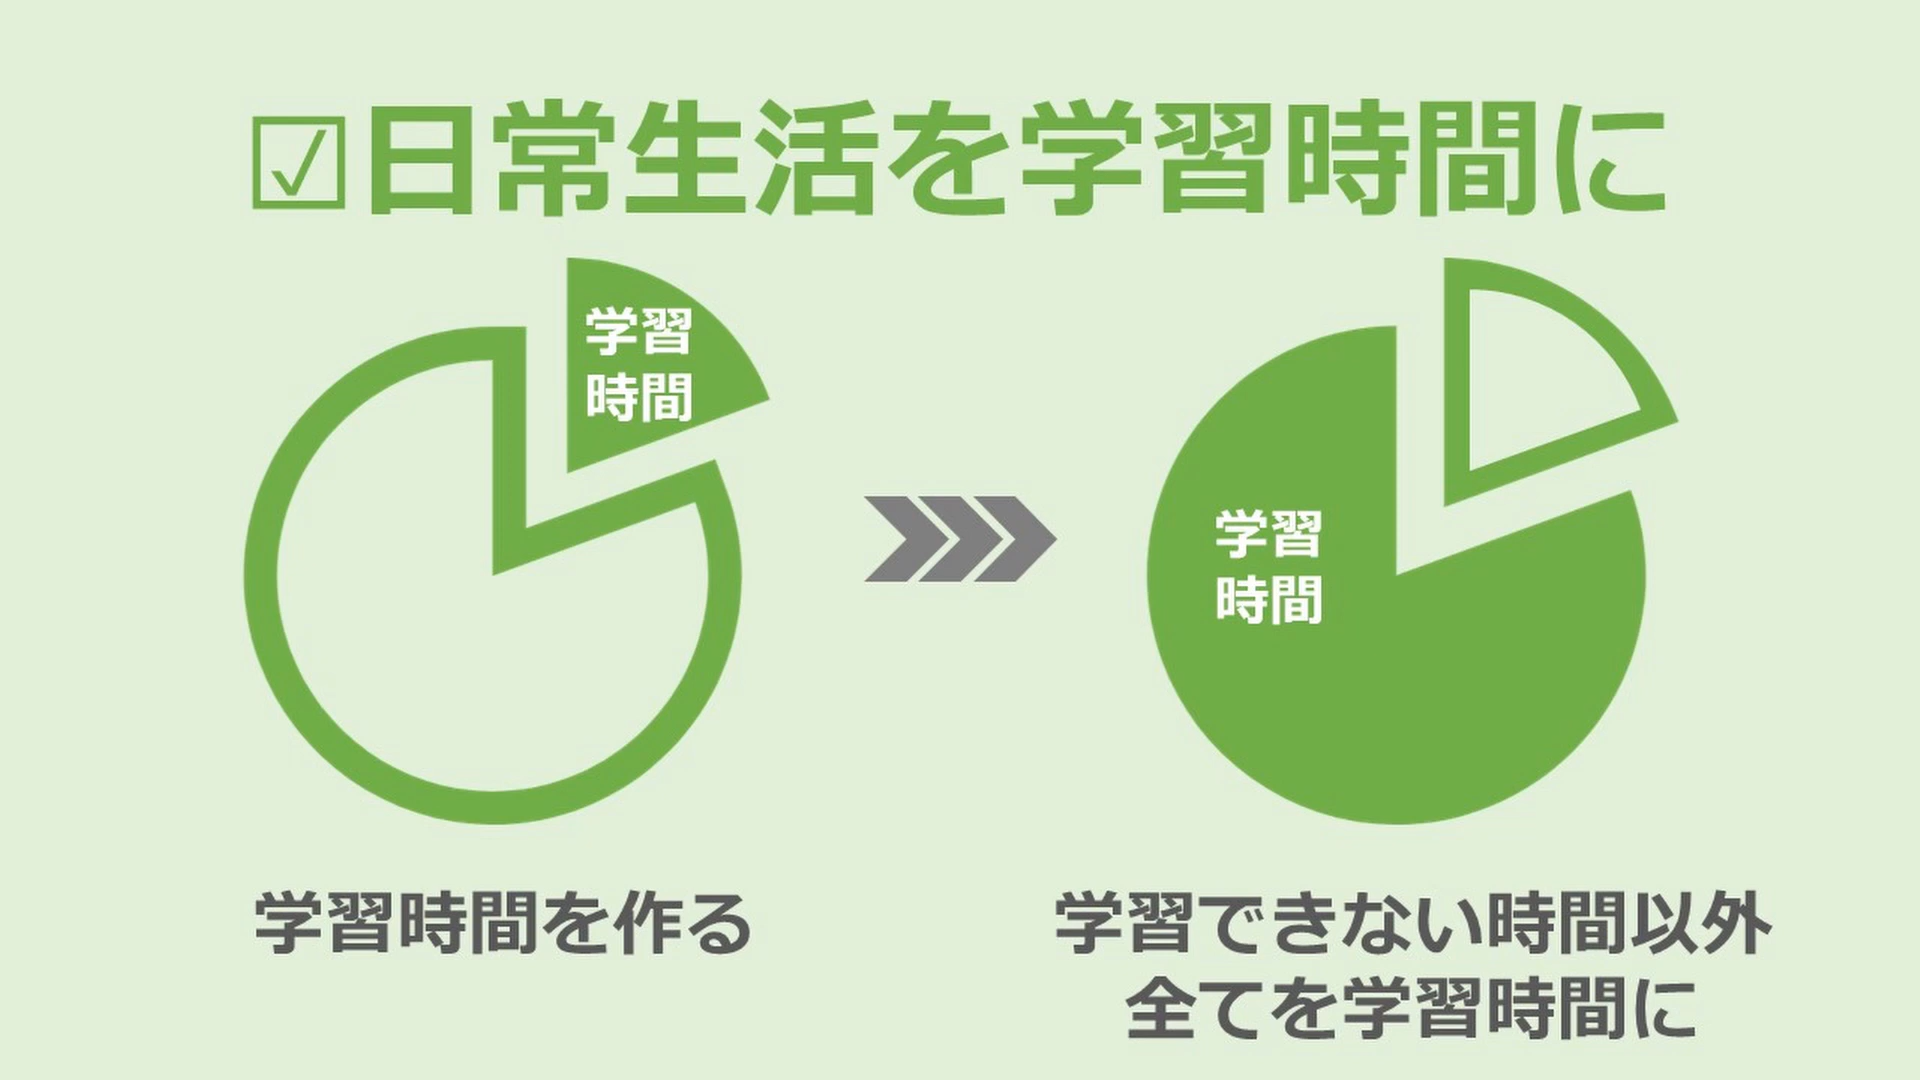 ☑日常生活を学習時間に
学習
時間
学習
時間
学習時間を作る
学習できない時間以外
全てを学習時間に